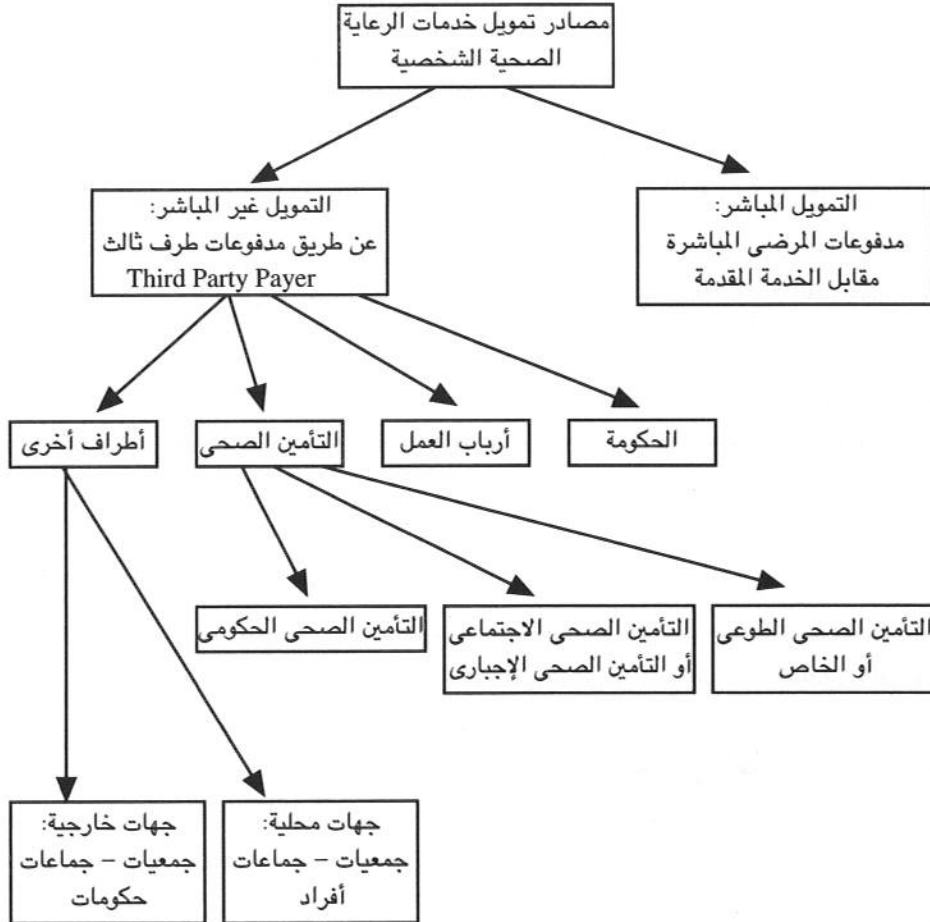 مصادر تمويل خدمات الرعاية
الصحية الشخصية
التمويل المباشر:
مدفوعات المرضى المباشرة
مقابل الخدمة المقدمة
التمويل غير المباشر:
عن طريق مدفوعات طرف ثالث
Third Party Payer
الحكومة
أرباب العمل
التأمين الصحى
أطراف أخرى
التأمين الصحى الطوعى
أو الخاص
التأمين الصحى الاجتماعى
أو التأمين الصحى الإجبارى
التأمين الصحى الحكومى
جهات محلية:
جمعيات – جماعات
أفراد
جهات خارجية:
جمعيات – جماعات
حكومات